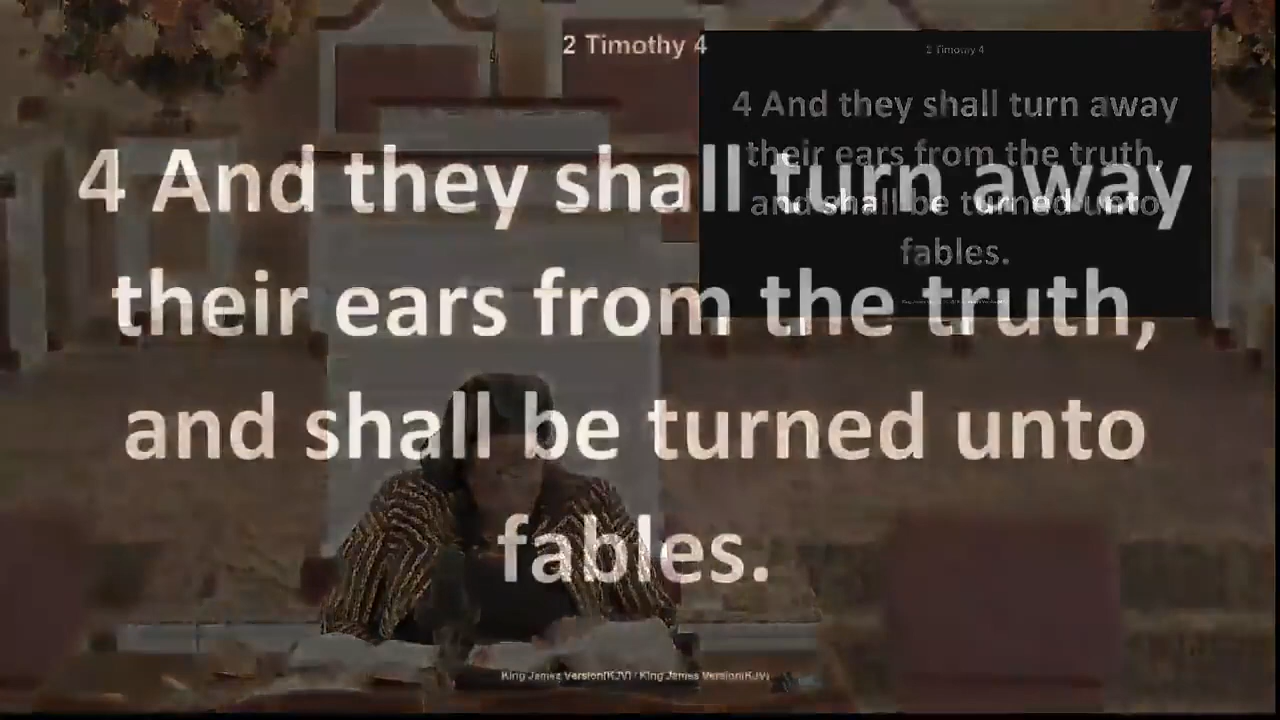 2 Timothy 4
4 And they shall turn away
their ears from the truth,
and shall be turned unto
fables.
King James Version(KJV) / King James Version(KJV)
2 Timothy 4
4 And they shall turn away
their ears from the truth,
and shall be turned unto
fables.